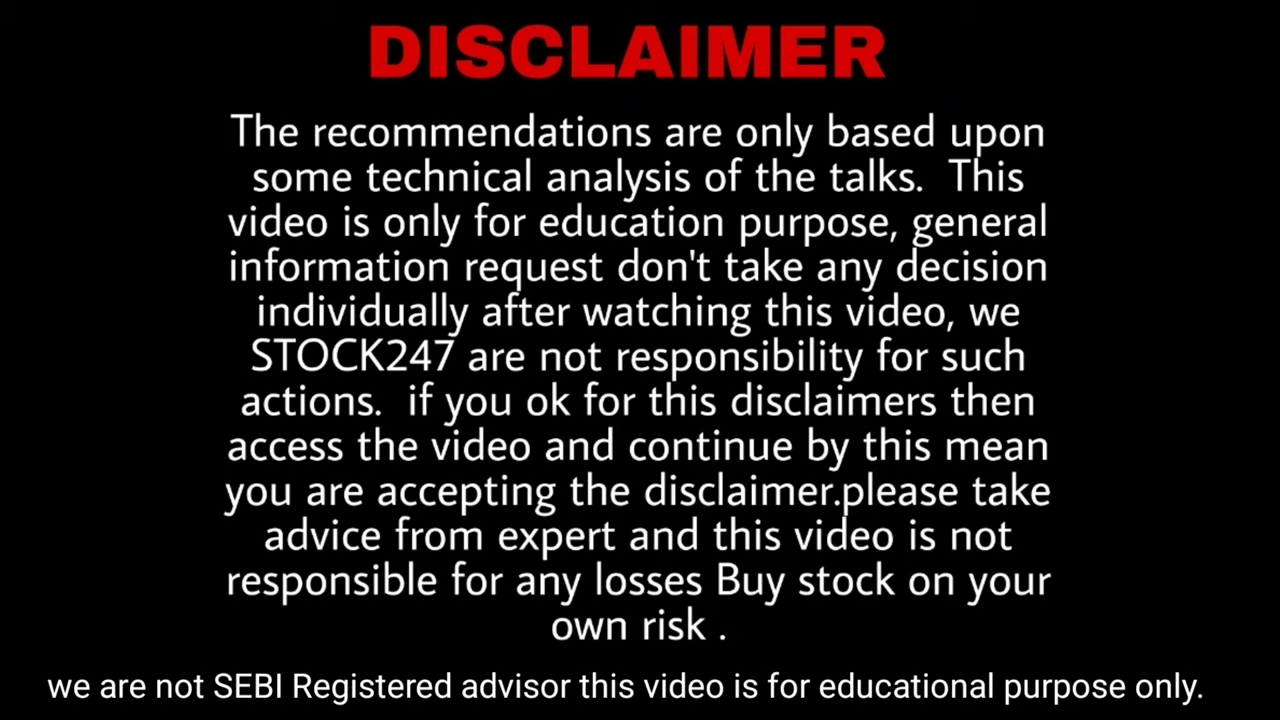 DISCLAIMER
The recommendations are only based upon
some technical analysis of the talks.  This
video is only for education purpose, general
information request don't take any decision
individually after watching this video, we
STOCK247 are not responsibility for such
actions.  if you ok for this disclaimers then
access the video and continue by this mean
you are accepting the disclaimer.please take
advice from expert and this video is not
responsible for any losses Buy stock on your
own risk .
we are not SEBI Registered advisor this video is for educational purpose only.